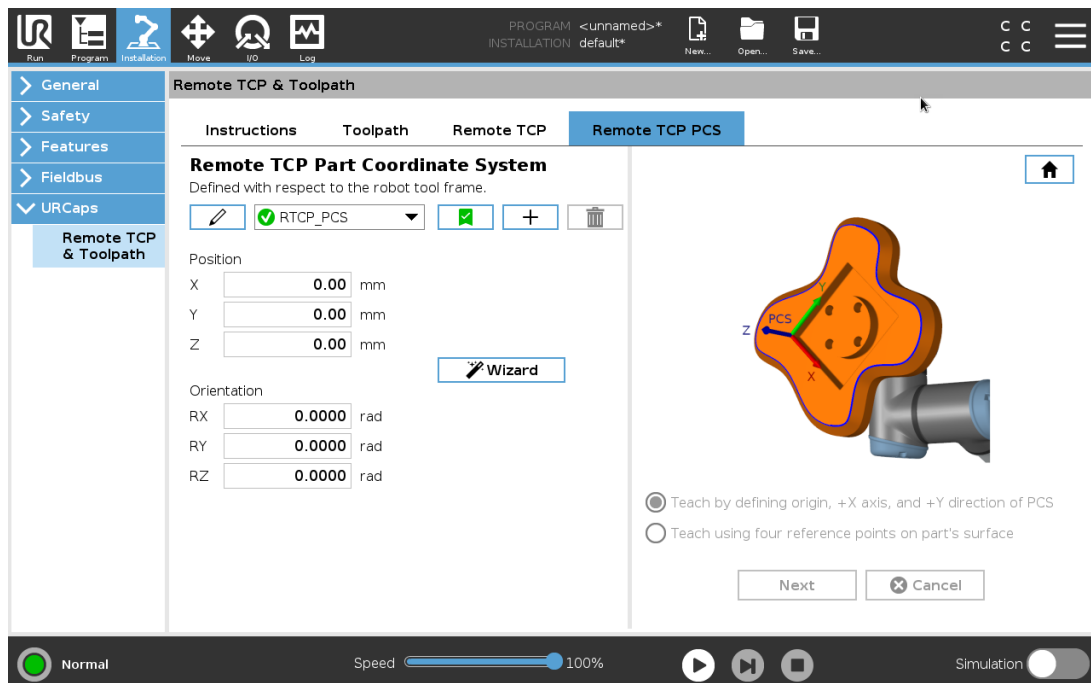 PROGRAM <unnamed>*
INSTALLATION default*
UR
Run
Program
Installation
Move
I/O
Log
New...
Open...
Save...
C C
C C
General
Safety
Features
Fieldbus
URCaps
Remote TCP
& Toolpath
Remote TCP & Toolpath
Instructions
Toolpath
Remote TCP
Remote TCP PCS
Remote TCP Part Coordinate System
Defined with respect to the robot tool frame.
RTCP_PCS
Position
X 0.00 mm
Y 0.00 mm
Z 0.00 mm
Wizard
Orientation
RX 0.0000 rad
RY 0.0000 rad
RZ 0.0000 rad
Y
PCS
Z
X
Teach by defining origin, +X axis, and +Y direction of PCS
Teach using four reference points on part's surface
Next
Cancel
Normal
Speed
100%
Simulation